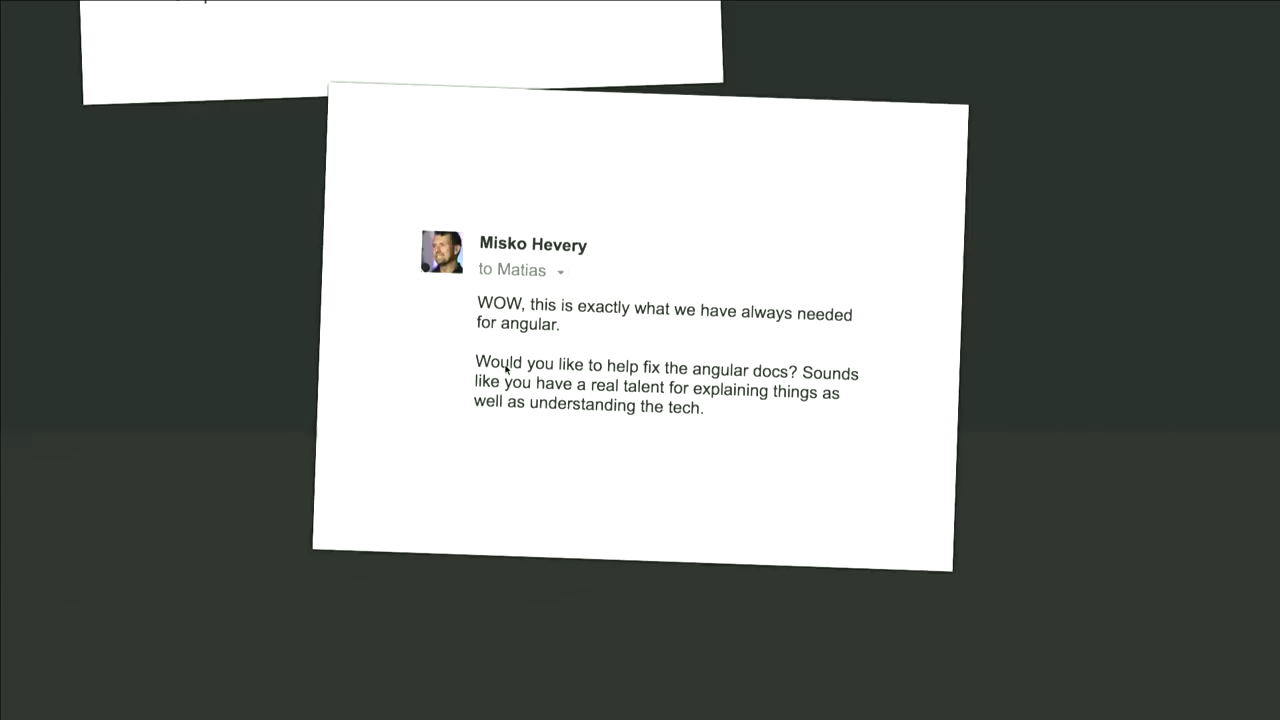 Misko Hevery
to Matias
WOW, this is exactly what we have always needed
for angular.
Would you like to help fix the angular docs? Sounds
like you have a real talent for explaining things as
well as understanding the tech.